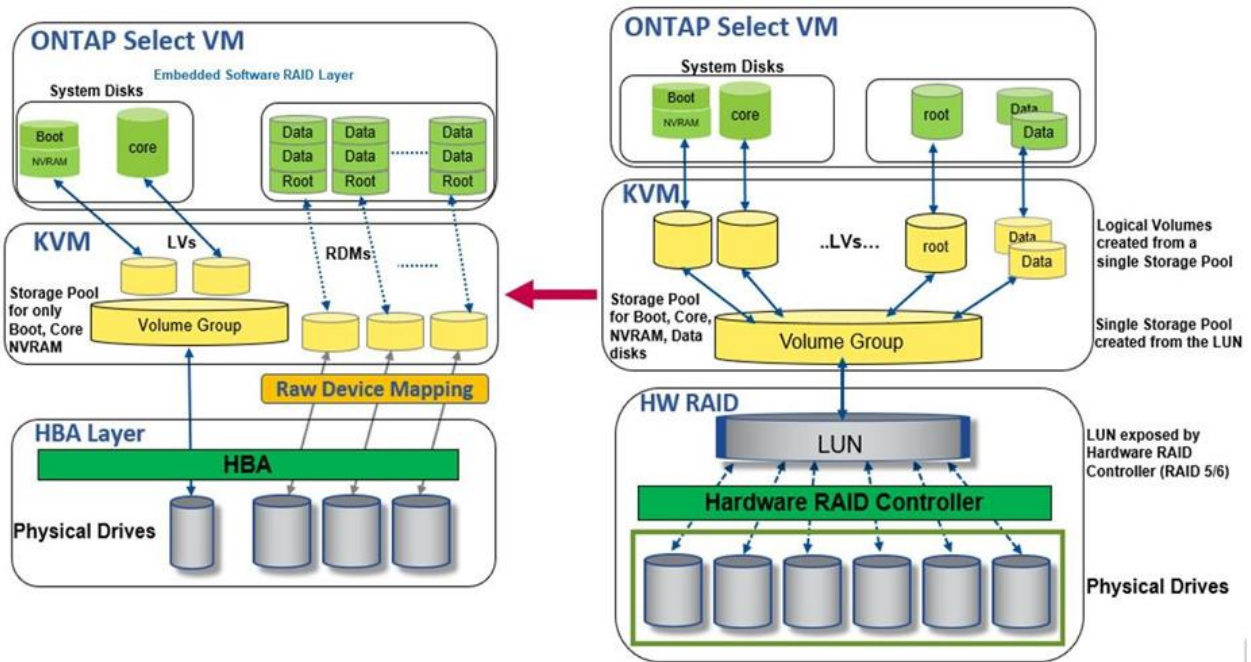 ONTAP Select VM
Embedded Software RAID Layer
System Disks
Boot
NVRAM
core
Data
Data
Root
Data
Data
Root
Data
Data
Root
KVM
LVs
RDMs
Storage Pool
for only
Boot, Core
NVRAM
Volume Group
Raw Device Mapping
HBA Layer
HBA
Physical Drives
ONTAP Select VM
System Disks
Boot
NVRAM
core
root
Data
Data
KVM
..LVs...
root
Data
Data
Logical Volumes
created from a
single Storage Pool
Storage Pool
for Boot, Core,
NVRAM, Data
disks
Volume Group
Single Storage Pool
created from the LUN
HW RAID
LUN
LUN exposed by
Hardware RAID
Controller (RAID 5/6)
Hardware RAID Controller
Physical Drives